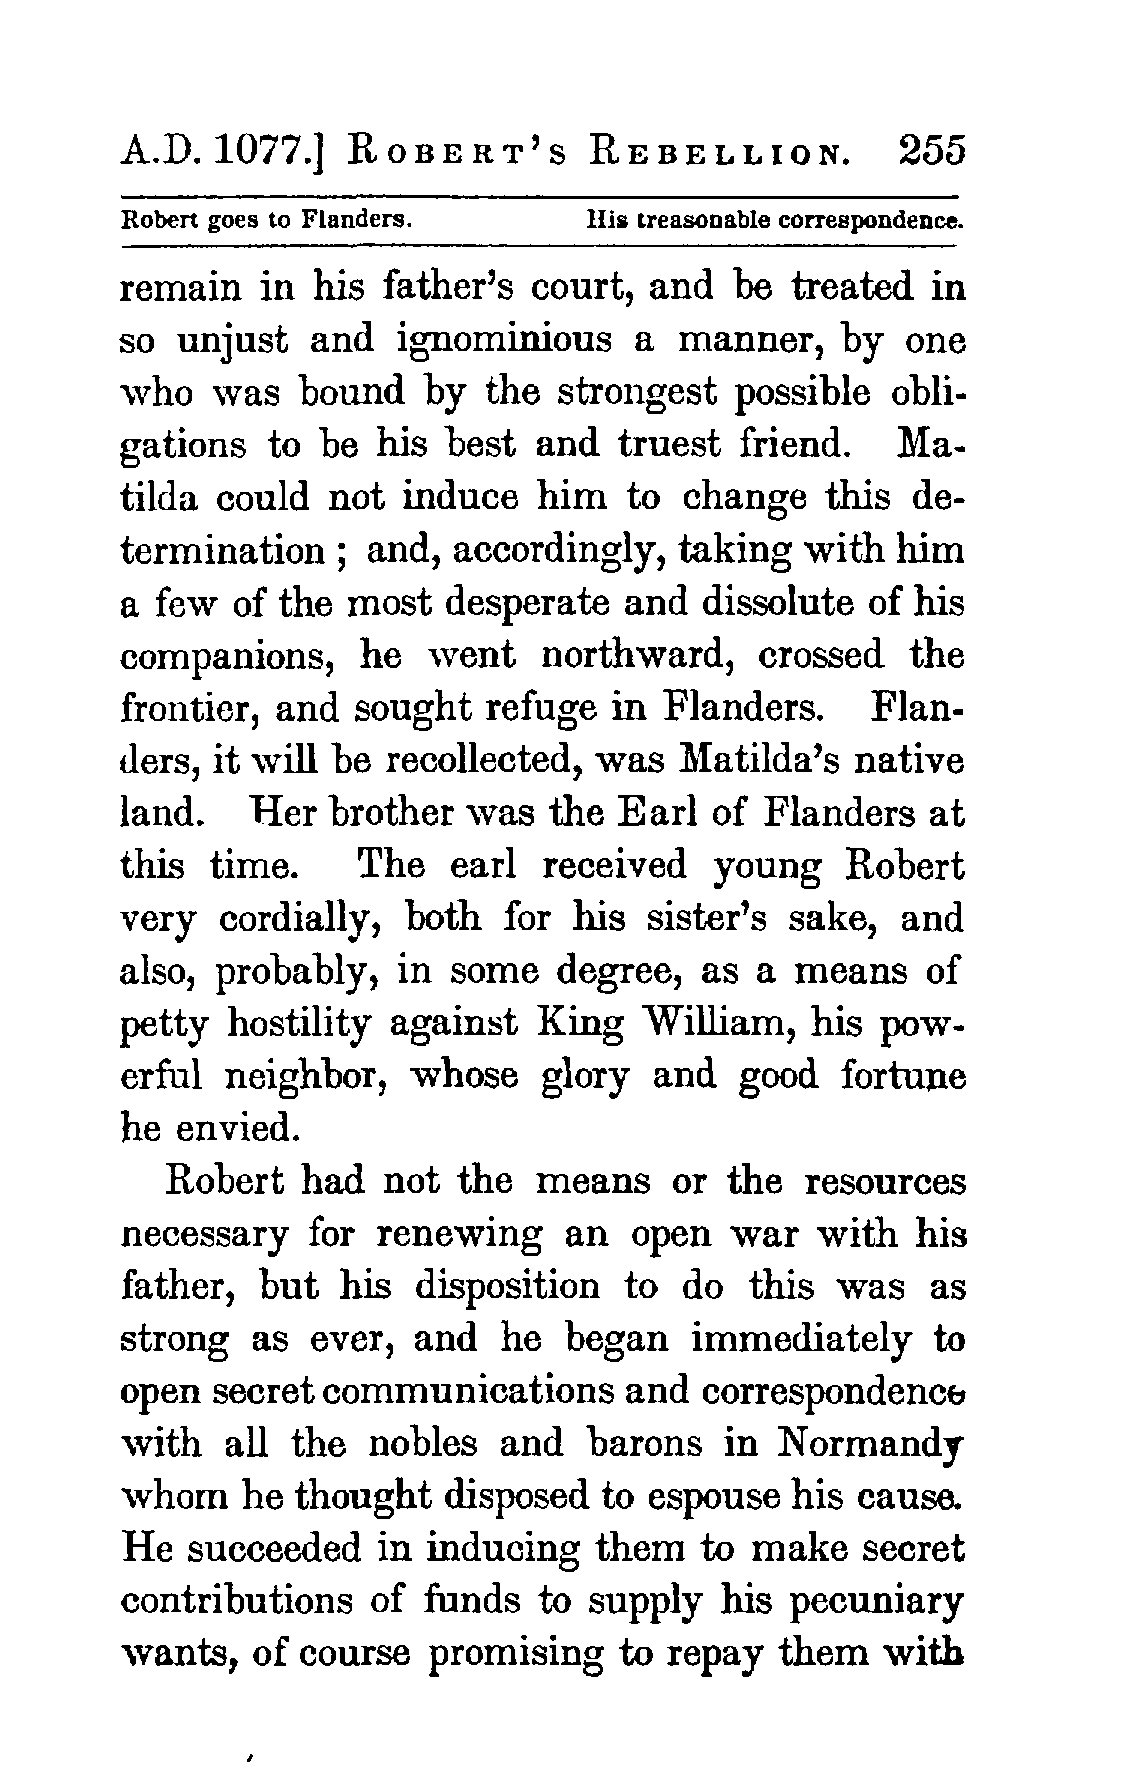 A.D. 1077.] ROBERT'S REBELLION. 255
Robert goes to Flanders. His treasonable correspondence.
remain in his father's court, and be treated in
so unjust and ignominious a manner, by one
who was bound by the strongest possible obli-
gations to be his best and truest friend. Ma-
tilda could not induce him to change this de-
termination ; and, accordingly, taking with him
a few of the most desperate and dissolute of his
companions, he went northward, crossed the
frontier, and sought refuge in Flanders. Flan-
ders, it will be recollected, was Matilda's native
land. Her brother was the Earl of Flanders at
this time. The earl received young Robert
very cordially, both for his sister's sake, and
also, probably, in some degree, as a means of
petty hostility against King William, his pow-
erful neighbor, whose glory and good fortune
he envied.
Robert had not the means or the resources
necessary for renewing an open war with his
father, but his disposition to do this was as
strong as ever, and he began immediately to
open secret communications and correspondence
with all the nobles and barons in Normandy
whom he thought disposed to espouse his cause.
He succeeded in inducing them to make secret
contributions of funds to supply his pecuniary
wants, of course promising to repay them with